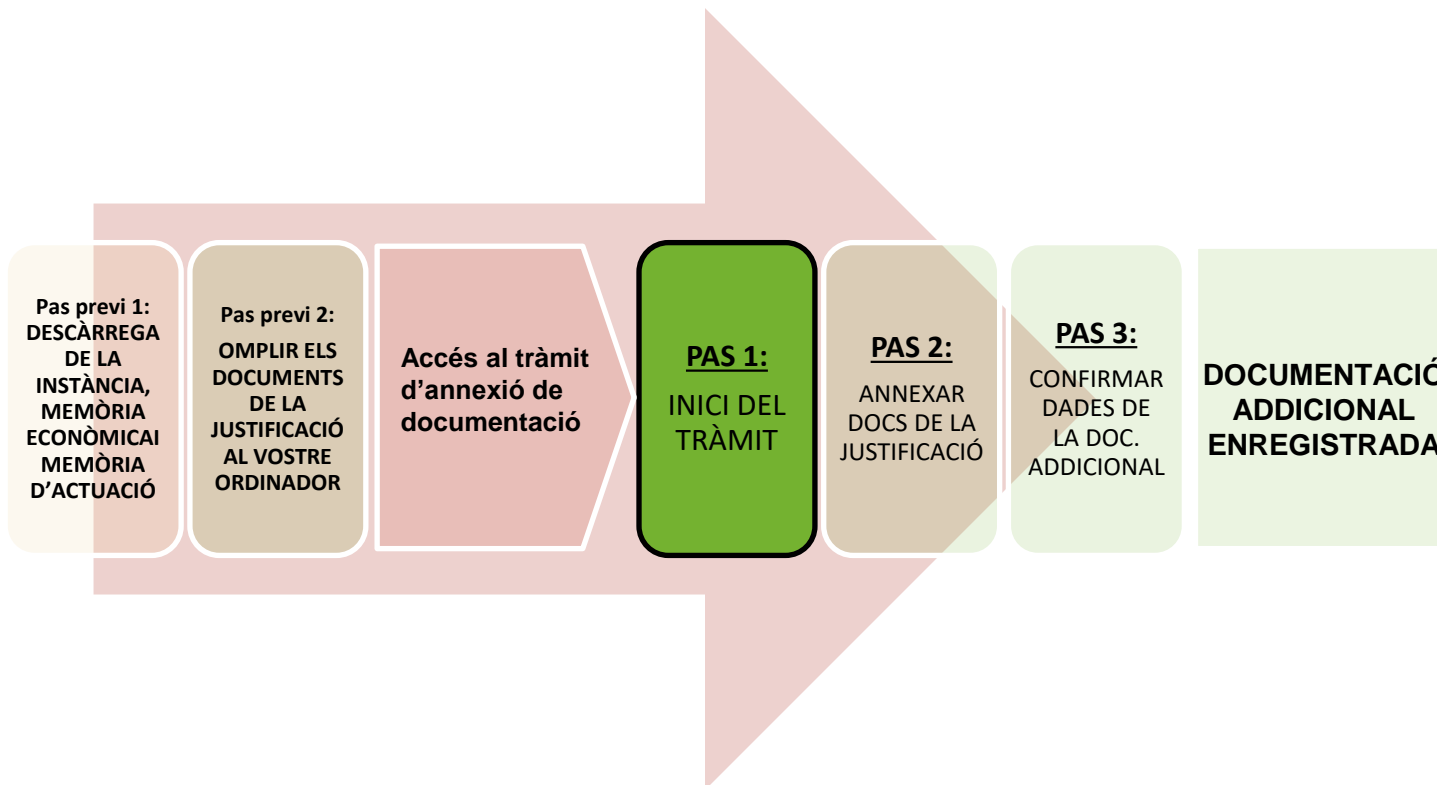 Pas previ 1:
DESCÀRREGA
DE LA
INSTÀNCIA,
MEMÒRIA
ECONÒMICAI
MEMÒRIA
D'ACTUACIÓ
Pas previ 2:
OMPLIR ELS
DOCUMENTS
DE LA
JUSTIFICACIÓ
AL VOSTRE
ORDINADOR
Accés al tràmit
d'annexió de
documentació
PAS 1:
INICI DEL
TRÀMIT
PAS 2:
ANNEXAR
DOCS DE LA
JUSTIFICACIÓ
PAS 3:
CONFIRMAR
DADES DE
LA DOC.
ADDICIONAL
DOCUMENTACIÓ
ADDICIONAL
ENREGISTRADA